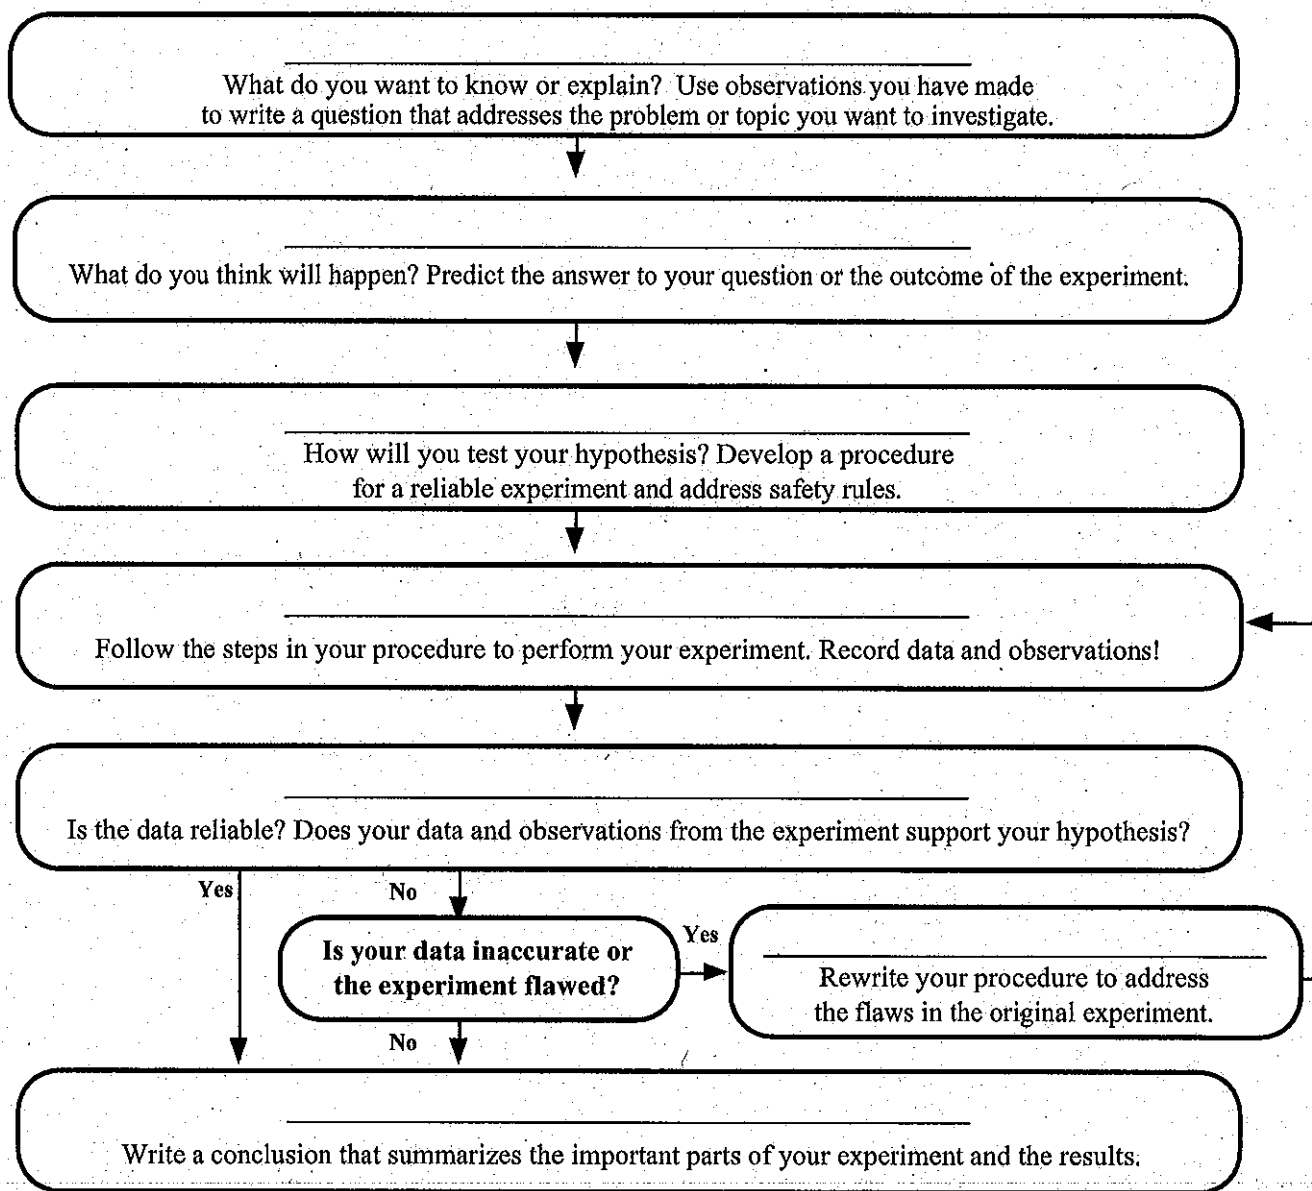 What do you want to know or explain? Use observations you have made
to write a question that addresses the problem or topic you want to investigate.
What do you think will happen? Predict the answer to your question or the outcome of the experiment.
How will you test your hypothesis? Develop a procedure
for a reliable experiment and address safety rules.
Follow the steps in your procedure to perform your experiment. Record data and observations!
Is the data reliable? Does your data and observations from the experiment support your hypothesis?
Yes
No
Is your data inaccurate or
the experiment flawed?
Yes
Rewrite your procedure to address
the flaws in the original experiment.
No
Write a conclusion that summarizes the important parts of your experiment and the results.